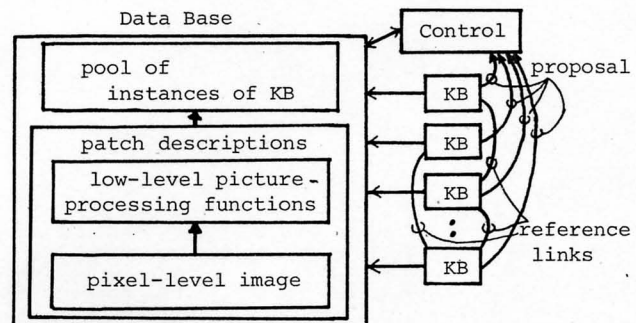 Data Base
Control
pool of
instances of KB
proposal
KB
KB
patch descriptions
low-level picture-
processing functions
KB
:
reference
links
pixel-level image
KB